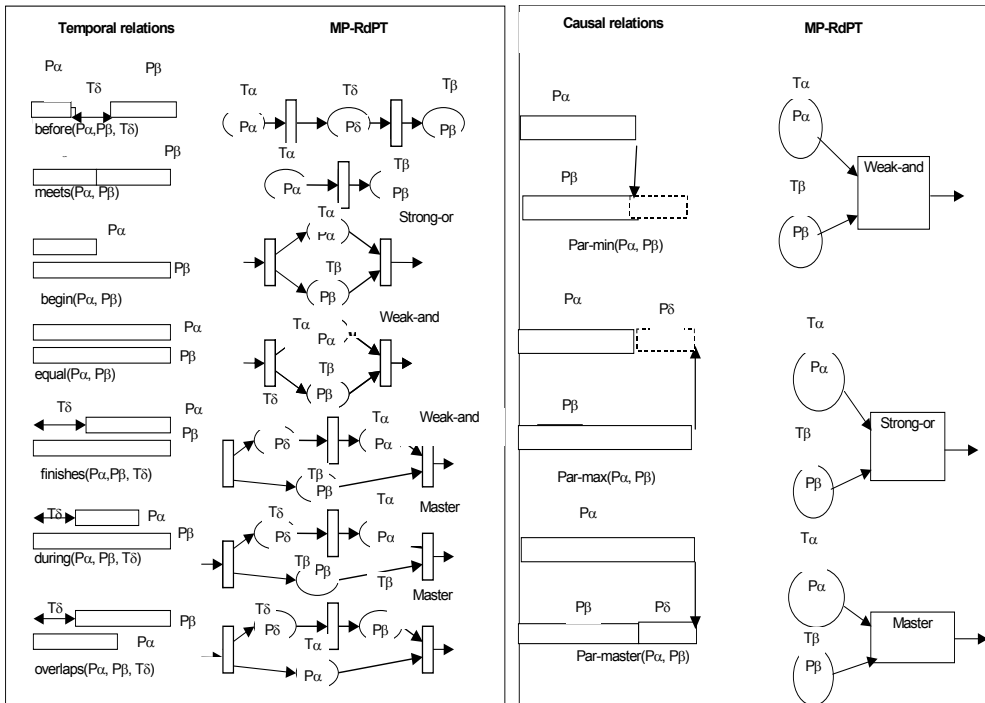 Temporal relations
MP-RdPT
Pα
Tδ
Pβ
before(Pα,Pβ, Tδ)
Tα
Pα
Pδ
Tβ
Pβ
Pβ
meets(Pα, Pβ)
Tα
Pα
Tβ
Pβ
Strong-or
Pα
Pβ
begin(Pα, Pβ)
Tα
Pα
Tβ
Pβ
Weak-and
Pα
Pβ
equal(Pα, Pβ)
Tα
Pα
Tβ
Pβ
Weak-and
Tδ
Pα
Pβ
finishes(Pα,Pβ, Tδ)
Tδ
Pδ
Tα
Pα
Tβ
Pβ
Master
Tδ
Pα
Pβ
during(Pα, Pβ, Tδ)
Tδ
Pδ
Tα
Pα
Tβ
Pβ
Master
Tδ
Pβ
Pα
overlaps(Pα, Pβ, Tδ)
Tδ
Pδ
Tβ
Pβ
Tα
Pα
Causal relations
MP-RdPT
Pα
Pβ
Par-min(Pα, Pβ)
Tα
Pα
Tβ
Pβ
Weak-and
Pα
Pδ
Pβ
Par-max(Pα, Pβ)
Tα
Pα
Tβ
Pβ
Strong-or
Pα
Pβ
Pδ
Par-master(Pα, Pβ)
Tα
Pα
Tβ
Pβ
Master